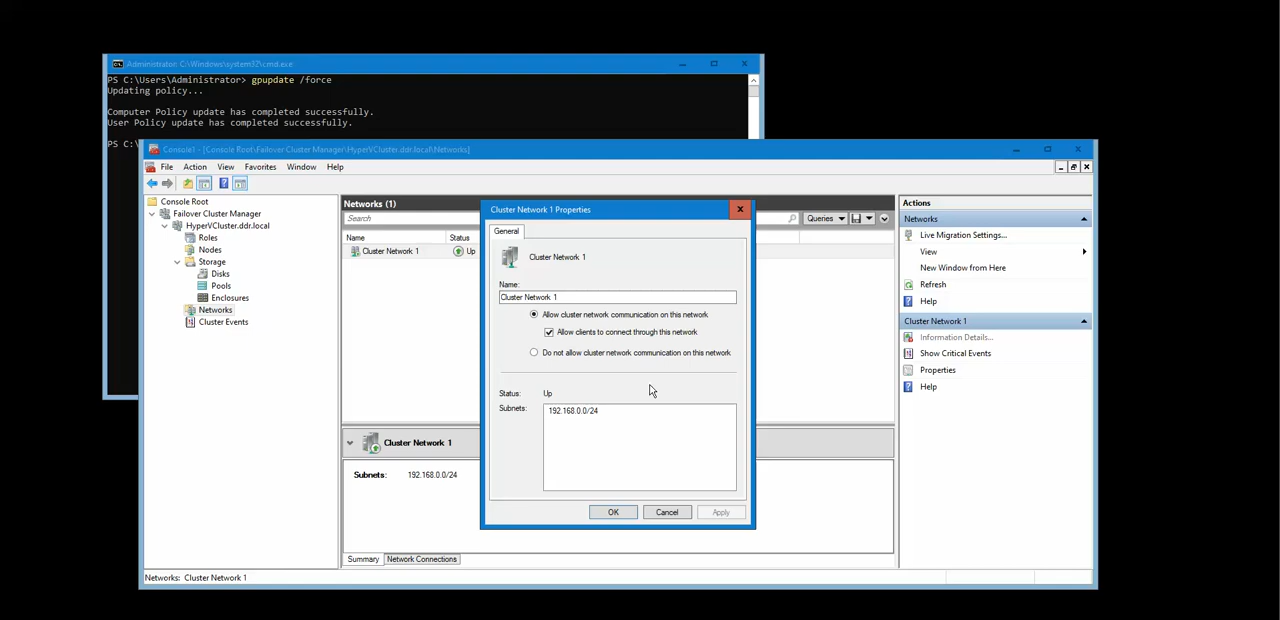 Administrator: C:\Windows\system32\cmd.exe
PS C:\Users\Administrator> gpupdate /force
Updating policy...
Computer Policy update has completed successfully.
User Policy update has completed successfully.
PS C:\
Console1 - [Console Root\Failover Cluster Manager\HyperVCluster.ddr.local\Networks]
File Action View Favorites Window Help
Console Root
Failover Cluster Manager
HyperVCluster.ddr.local
Roles
Nodes
Storage
Disks
Pools
Enclosures
Networks
Cluster Events
Networks (1)
Search
Queries
Name Status
Cluster Network 1 Up
Cluster Network 1 Properties
General
Cluster Network 1
Name:
Cluster Network 1
Allow cluster network communication on this network
Allow clients to connect through this network
Do not allow cluster network communication on this network
Status: Up
Subnets: 192.168.0.0/24
OK Cancel Apply
Cluster Network 1
Subnets: 192.168.0.0/24
Summary Network Connections
Actions
Networks
Live Migration Settings...
View
New Window from Here
Refresh
Help
Cluster Network 1
Information Details...
Show Critical Events
Properties
Help
Networks: Cluster Network 1